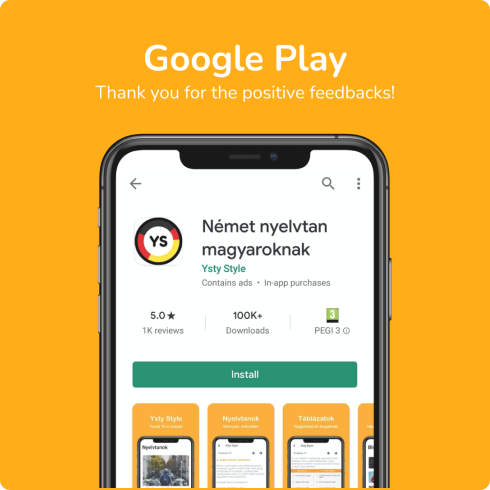 Google Play
Thank you for the positive feedbacks!
YS
Német nyelvtan
magyaroknak
Ysty Style
Contains ads • In-app purchases
5.0★
100K+
3
1K reviews
Downloads
PEGI 3
Install
Ysty Style
Nyelvtanok
Táblázatok
Nyelvtanok